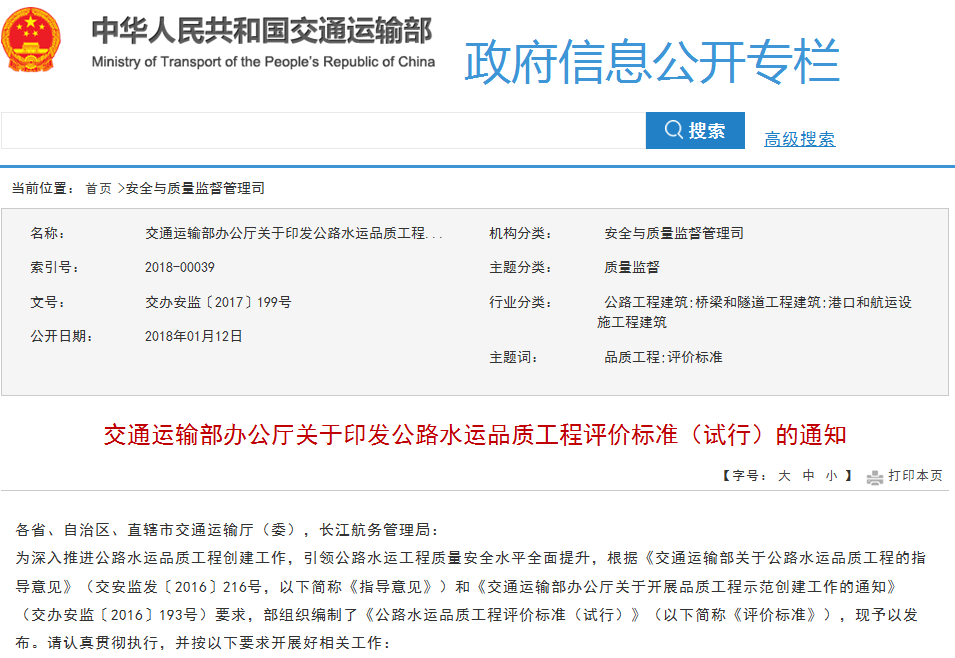 中华人民共和国交通运输部
Ministry of Transport of the People's Republic of China
政府信息公开专栏
搜索
高级搜索
当前位置： 首页 >安全与质量监督管理司
名称： 交通运输部办公厅关于印发公路水运品质工程... 机构分类： 安全与质量监督管理司
索引号： 2018-00039 主题分类： 质量监督
文号： 交办安监〔2017〕199号 行业分类： 公路工程建筑;桥梁和隧道工程建筑;港口和航运设
施工程建筑
公开日期： 2018年01月12日
主题词： 品质工程;评价标准
交通运输部办公厅关于印发公路水运品质工程评价标准（试行）的通知
【字号： 大 中 小 】 打印本页
各省、自治区、直辖市交通运输厅（委），长江航务管理局：
为深入推进公路水运品质工程创建工作，引领公路水运工程质量安全水平全面提升，根据《交通运输部关于公路水运品质工程的指
导意见》（交安监发〔2016〕216号，以下简称《指导意见》）和《交通运输部办公厅关于开展品质工程示范创建工作的通知》
（交办安监〔2016〕193号）要求，部组织编制了《公路水运品质工程评价标准（试行）》（以下简称《评价标准》），现予以发
布。请认真贯彻执行，并按以下要求开展好相关工作：